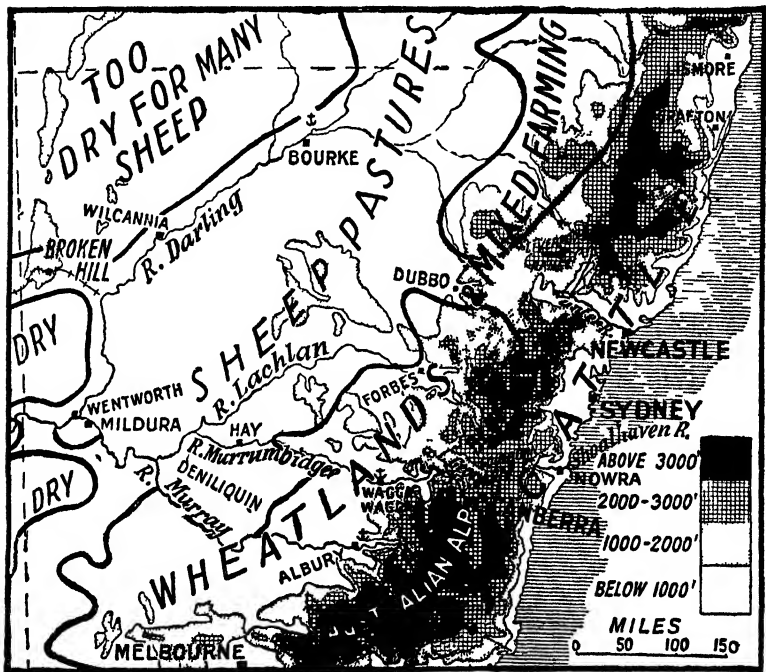 TOO
DRY FOR MANY
SHEEP
SHEEP PASTURES
MIXED FARMING
GRAFTON
BOURKE
WILCANNIA
R. Darling
BROKEN
HILL
DUBBO
CATTLE
DRY
NEWCASTLE
R. Lachlan
FORBES
WENTWORTH
MILDURA
HAY
SYDNEY
Shoalhaven R.
R. Murrumbidgee
NOWRA
DENILIQUIN
WAGGA
WAGGA
R. Murray
DRY
WHEATLANDS
ALBURY
MELBOURNE
ABOVE 3000'
2000-3000'
1000-2000'
BELOW 1000'
MILES
0 50 100 150